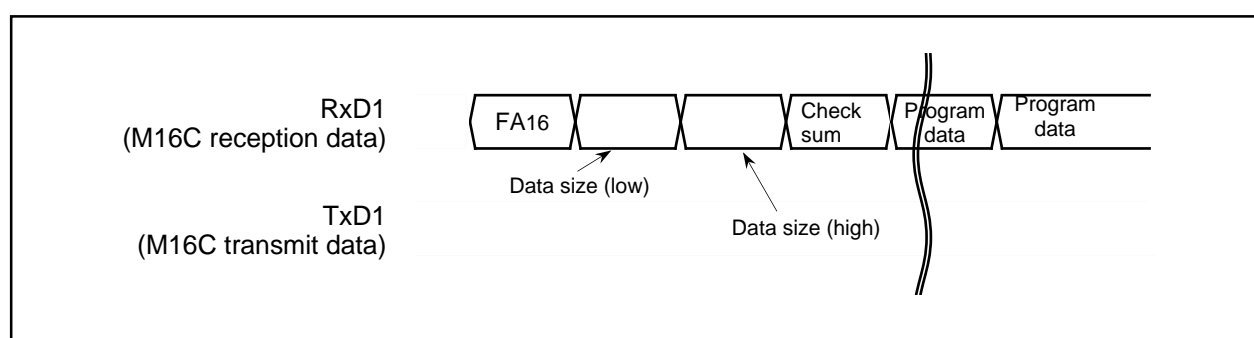 RxD1
(M16C reception data)
FA16
Check
sum
Program
data
Program
data
Data size (low)
Data size (high)
TxD1
(M16C transmit data)